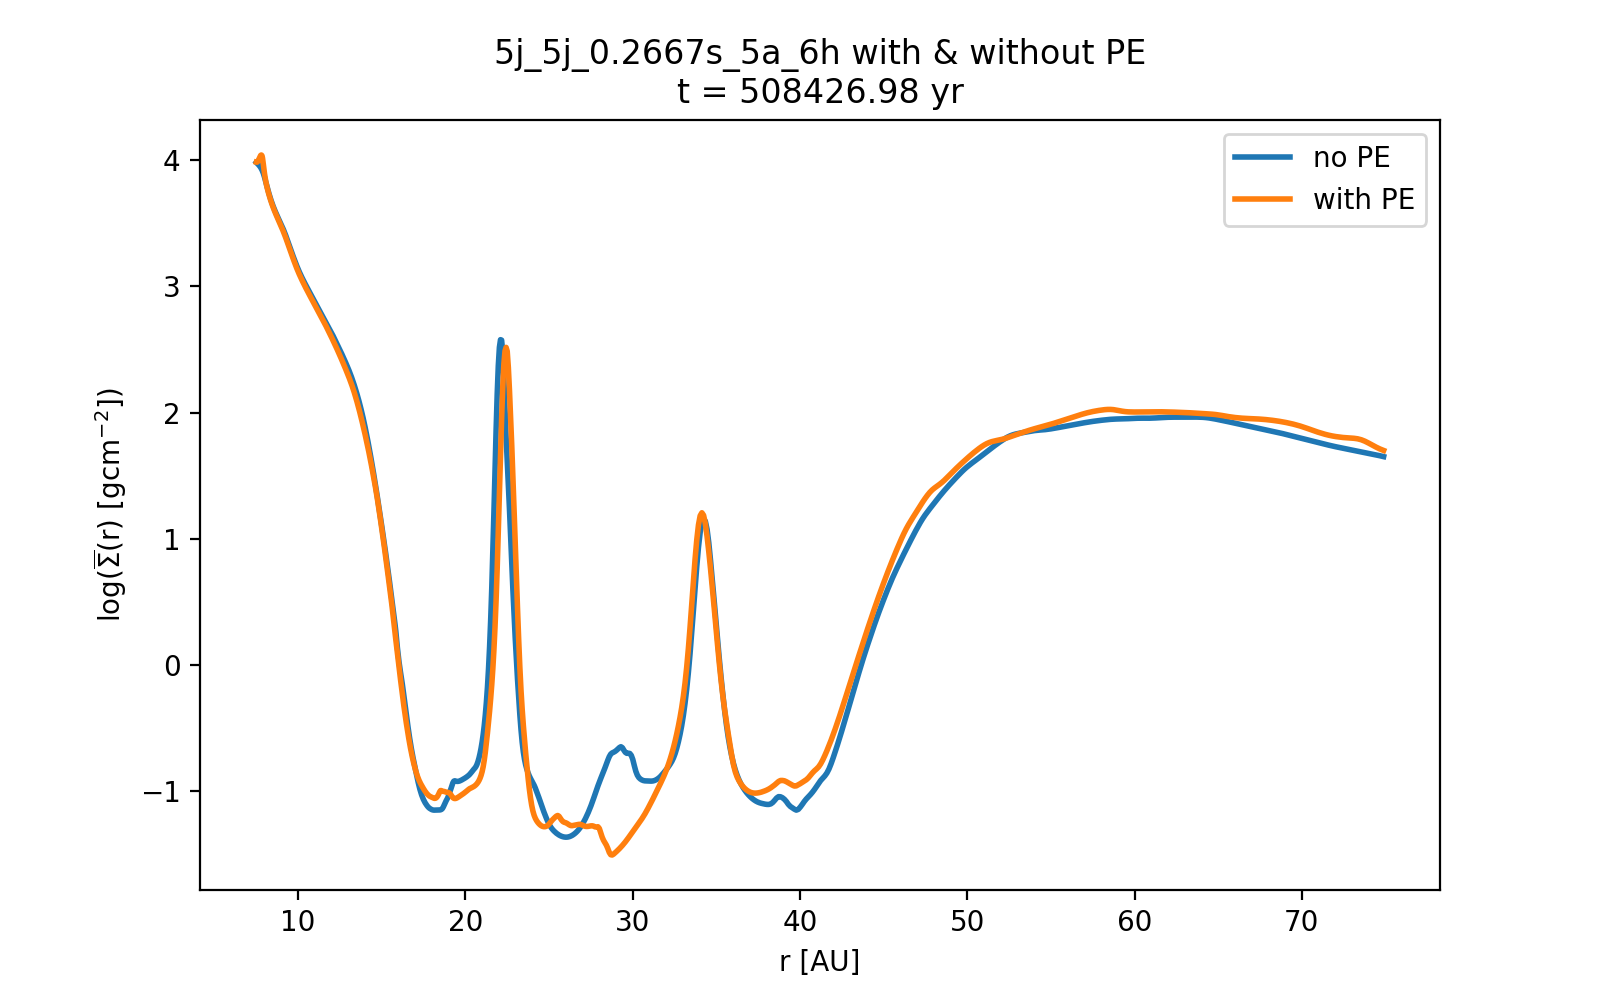 5j_5j_0.2667s_5a_6h with & without PE
t = 508426.98 yr
no PE
with PE
log(Σ̅(r) [gcm⁻²])
4
3
2
1
0
−1
10 20 30 40 50 60 70
r [AU]